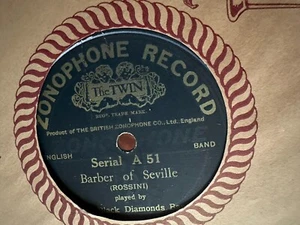 ZONOPHONE RECORD
The TWIN
REGD. TRADE MARK.
Product of THE BRITISH ZONOPHONE CO., Ltd. England
NGLISH BAND
Serial A 51
Barber of Seville
(ROSSINI)
played by
lack Diamonds B